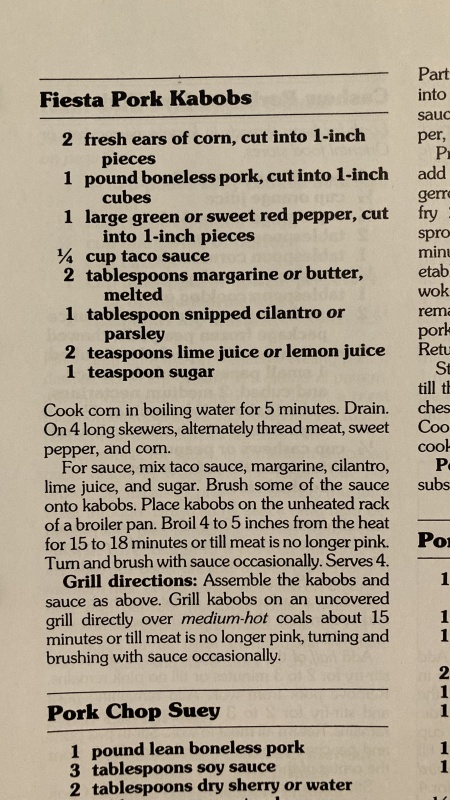 Fiesta Pork Kabobs
2 fresh ears of corn, cut into 1-inch
pieces
1 pound boneless pork, cut into 1-inch
cubes
1 large green or sweet red pepper, cut
into 1-inch pieces
¼ cup taco sauce
2 tablespoons margarine or butter,
melted
1 tablespoon snipped cilantro or
parsley
2 teaspoons lime juice or lemon juice
1 teaspoon sugar
Cook corn in boiling water for 5 minutes. Drain.
On 4 long skewers, alternately thread meat, sweet
pepper, and corn.
For sauce, mix taco sauce, margarine, cilantro,
lime juice, and sugar. Brush some of the sauce
onto kabobs. Place kabobs on the unheated rack
of a broiler pan. Broil 4 to 5 inches from the heat
for 15 to 18 minutes or till meat is no longer pink.
Turn and brush with sauce occasionally. Serves 4.
Grill directions: Assemble the kabobs and
sauce as above. Grill kabobs on an uncovered
grill directly over medium-hot coals about 15
minutes or till meat is no longer pink, turning and
brushing with sauce occasionally.
Pork Chop Suey
1 pound lean boneless pork
3 tablespoons soy sauce
2 tablespoons dry sherry or water
Part
into
sauc
per,
Pr
add
gerro
fry
spro
minu
etab
wok
rema
pork
Retu
St
till th
ches
Coo
cook
Po
subs
Por
1
1
1
2
1
1
1
1